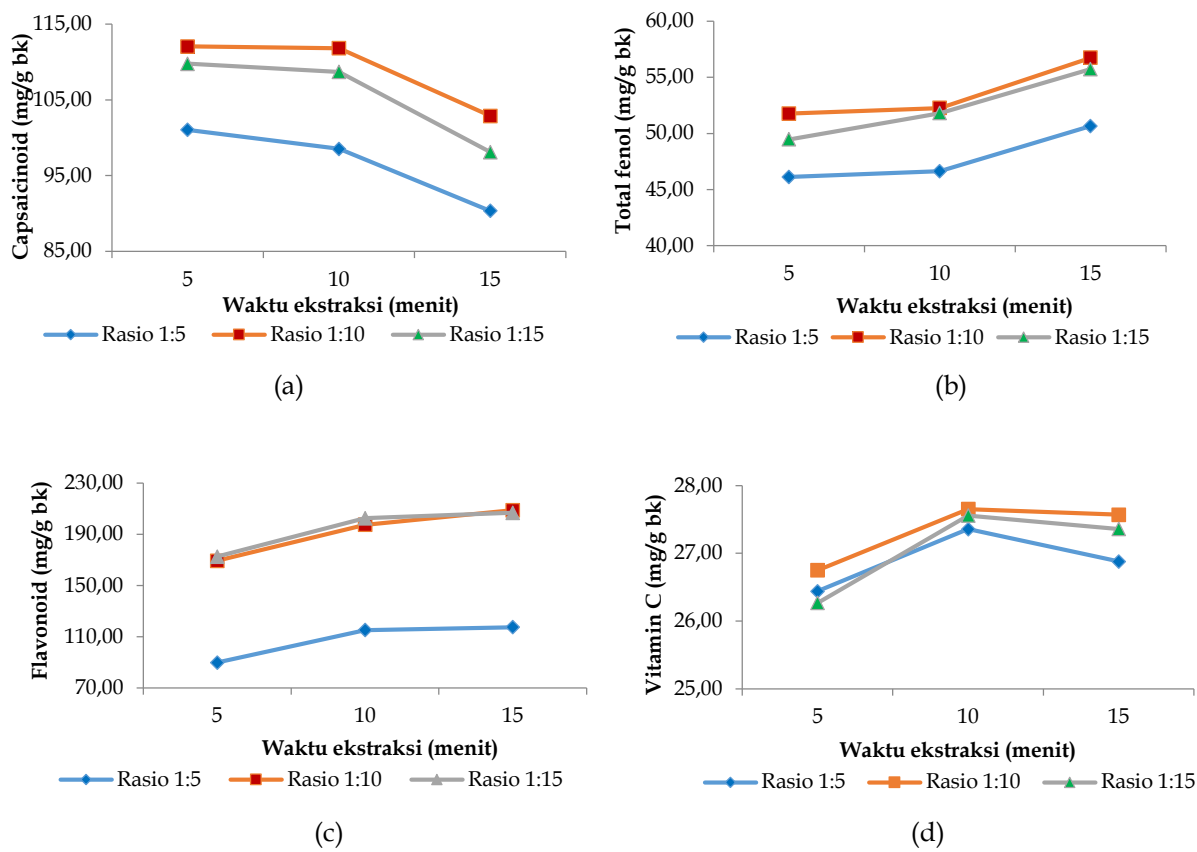 115,00
105,00
95,00
85,00
Capsaicinoid (mg/g bk)
5 10 15
Waktu ekstraksi (menit)
Rasio 1:5 Rasio 1:10 Rasio 1:15
(a)
60,00
55,00
50,00
45,00
40,00
Total fenol (mg/g bk)
5 10 15
Waktu ekstraksi (menit)
Rasio 1:5 Rasio 1:10 Rasio 1:15
(b)
230,00
190,00
150,00
110,00
70,00
Flavonoid (mg/g bk)
5 10 15
Waktu ekstraksi (menit)
Rasio 1:5 Rasio 1:10 Rasio 1:15
(c)
28,00
27,00
26,00
25,00
Vitamin C (mg/g bk)
5 10 15
Waktu ekstraksi (menit)
Rasio 1:5 Rasio 1:10 Rasio 1:15
(d)